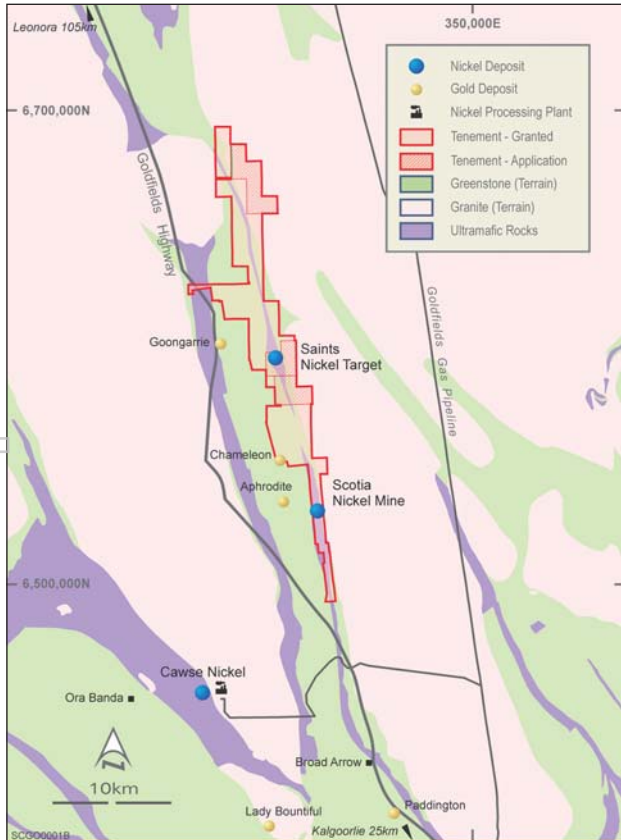 Leonora 105km
350,000E
Nickel Deposit
Gold Deposit
Nickel Processing Plant
Tenement - Granted
Tenement - Application
Greenstone (Terrain)
Granite (Terrain)
Ultramafic Rocks
6,700,000N
Goldfields Highway
Goldfields Gas Pipeline
Goongarrie
Saints
Nickel Target
Chameleon
Aphrodite
Scotia
Nickel Mine
6,500,000N
Cawse Nickel
Ora Banda
10km
Broad Arrow
Lady Bountiful
Paddington
Kalgoorlie 25km
SCGO0001B